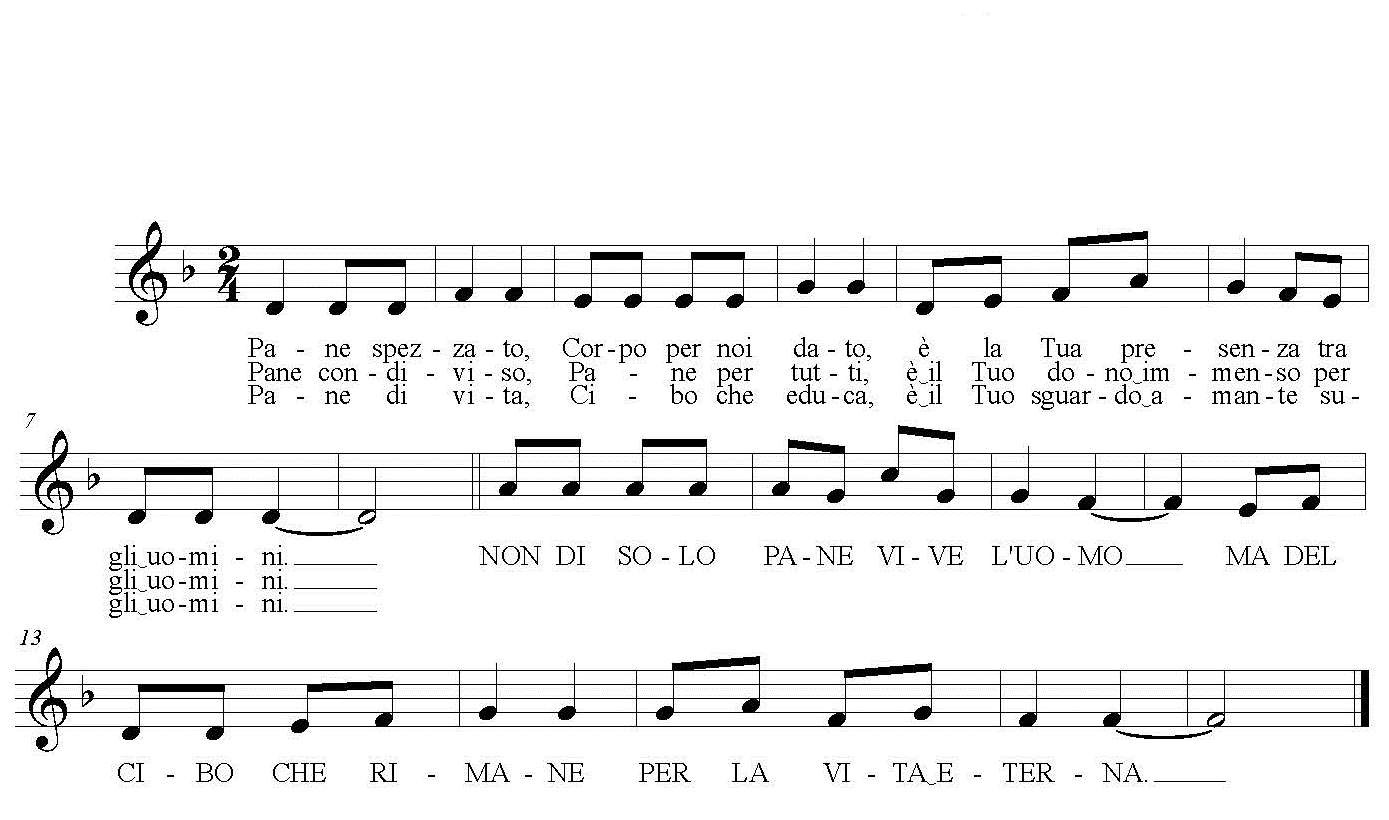 2
4
Pa - ne spez - za - to, Cor - po per noi da - to, è la Tua pre - sen - za tra
Pane con - di - vi - so, Pa - ne per tut - ti, è‿il Tuo do - no‿im - menso per
Pa - ne di vi - ta, Ci - bo che educa, è‿il Tuo sguar - do‿a - man - te su -
7
gli‿uo - mi - ni.
gli‿uo - mi - ni.
gli‿uo - mi - ni.
NON DI SO - LO PA - NE VI - VE L'UO - MO MA DEL
13
CI - BO CHE RI - MA - NE PER LA VI - TA‿E - TER - NA.